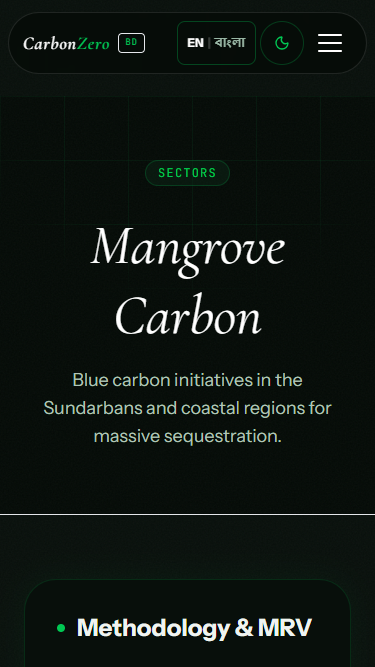 CarbonZero BD EN | বাংলা
SECTORS
Mangrove
Carbon
Blue carbon initiatives in the
Sundarbans and coastal regions for
massive sequestration.
Methodology & MRV